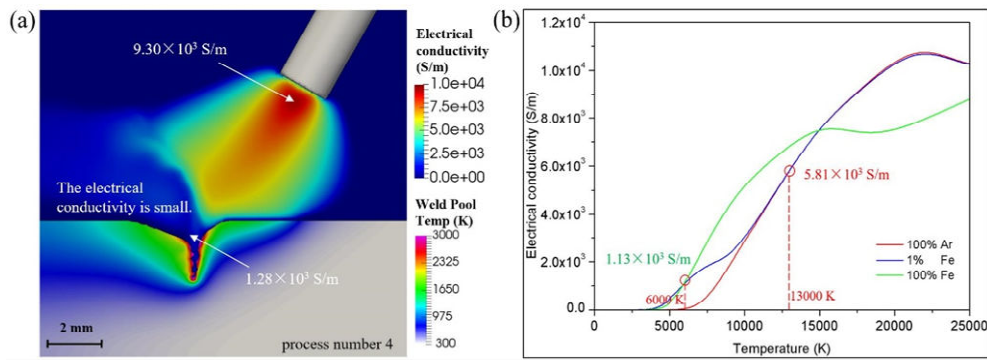 (a)
9.30×10³ S/m
The electrical
conductivity is small.
1.28×10³ S/m
2 mm
process number 4
Electrical
conductivity
(S/m)
1.0e+04
7.5e+03
5.0e+03
2.5e+03
0.0e+00
Weld Pool
Temp (K)
3000
2325
1650
975
300
(b)
Electrical conductivity (S/m)
1.2x10⁴
1.0x10⁴
8.0x10³
6.0x10³
4.0x10³
2.0x10³
0.0
5.81×10³ S/m
1.13×10³ S/m
6000 K
13000 K
100% Ar
1% Fe
100% Fe
0 5000 10000 15000 20000 25000
Temperature (K)